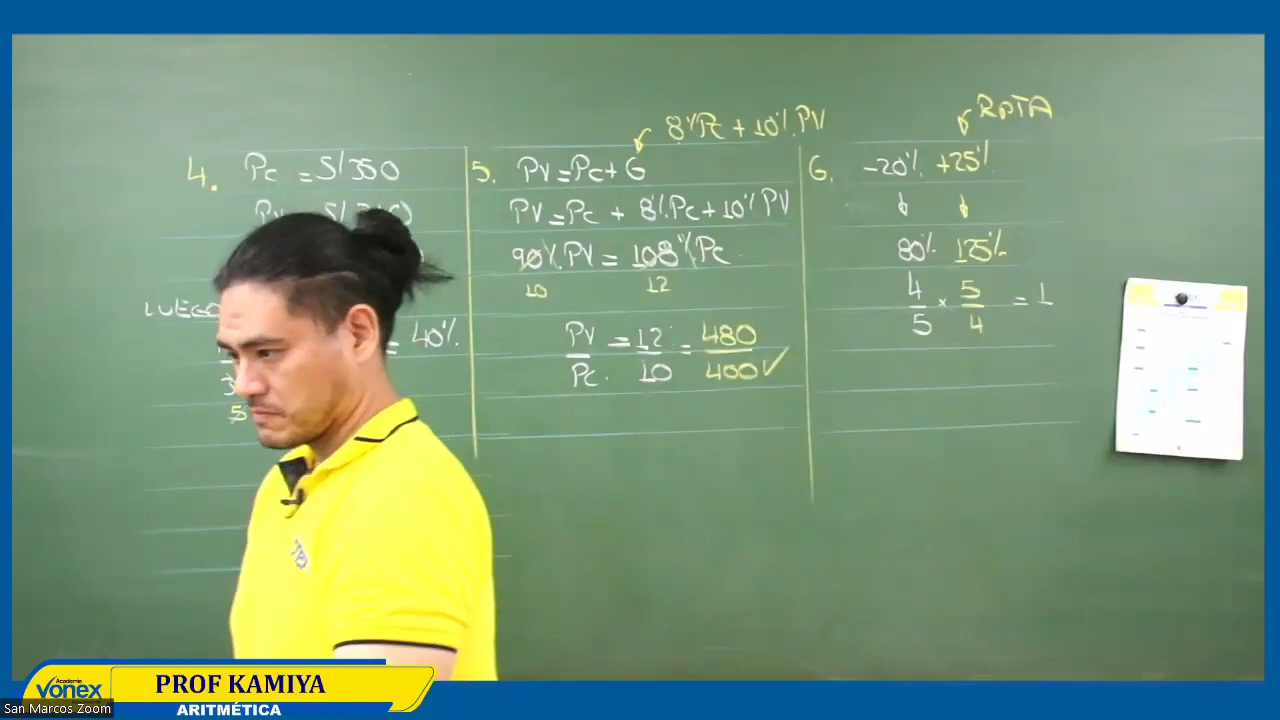 4. Pc = S/350
LUEGO
= 40%
5. PV = Pc + G
8% Pc + 10% PV
PV = Pc + 8% Pc + 10% PV
90% PV = 108% Pc
10 12
PV/Pc = 12/10 = 480/400 ✓
6. -20% +25%
RPTA
↓ ↓
80% 125%
4/5 × 5/4 = 1
Academia
VONEX
PROF KAMIYA
ARITMÉTICA
San Marcos Zoom